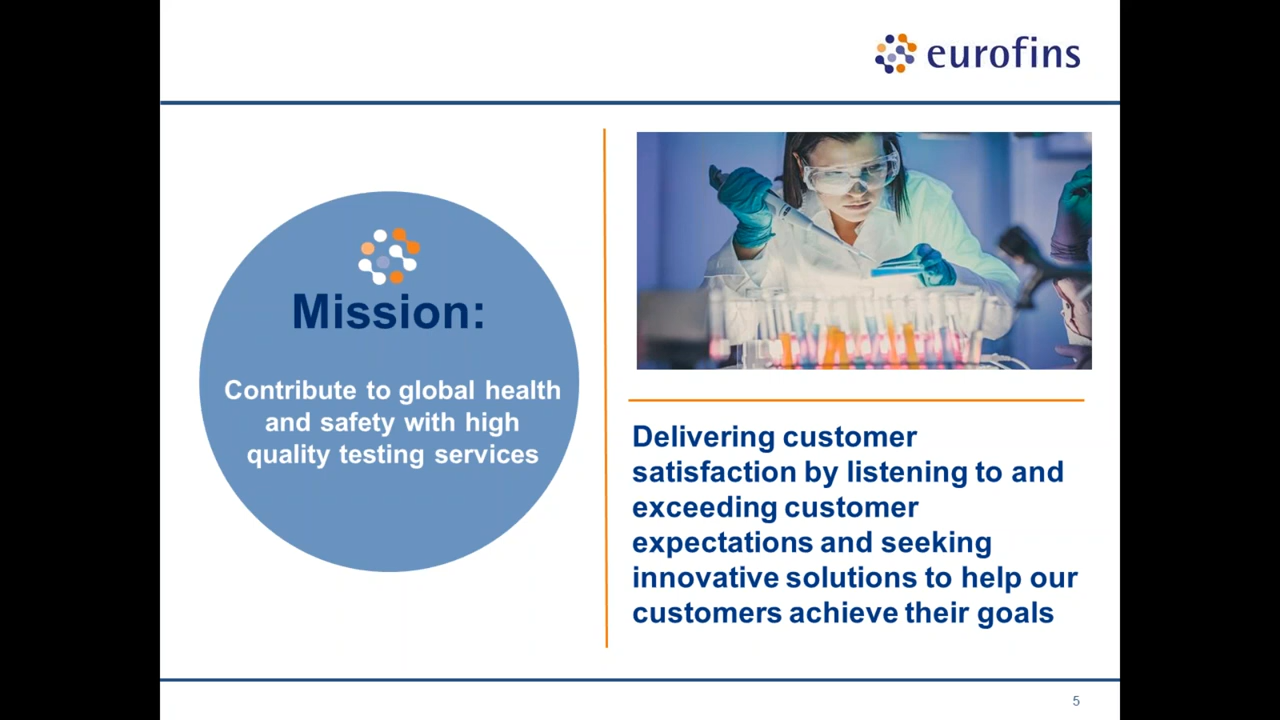 eurofins
Mission:
Contribute to global health
and safety with high
quality testing services
Delivering customer
satisfaction by listening to and
exceeding customer
expectations and seeking
innovative solutions to help our
customers achieve their goals
5